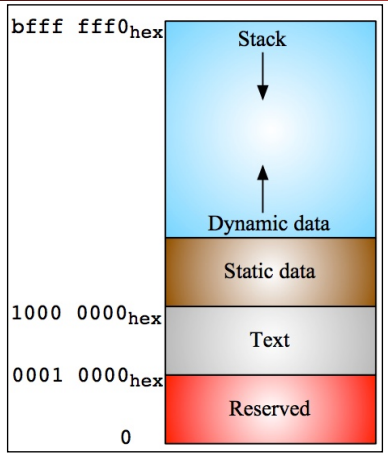 bfff fff0hex
Stack
Dynamic data
Static data
1000 0000hex
Text
0001 0000hex
Reserved
0